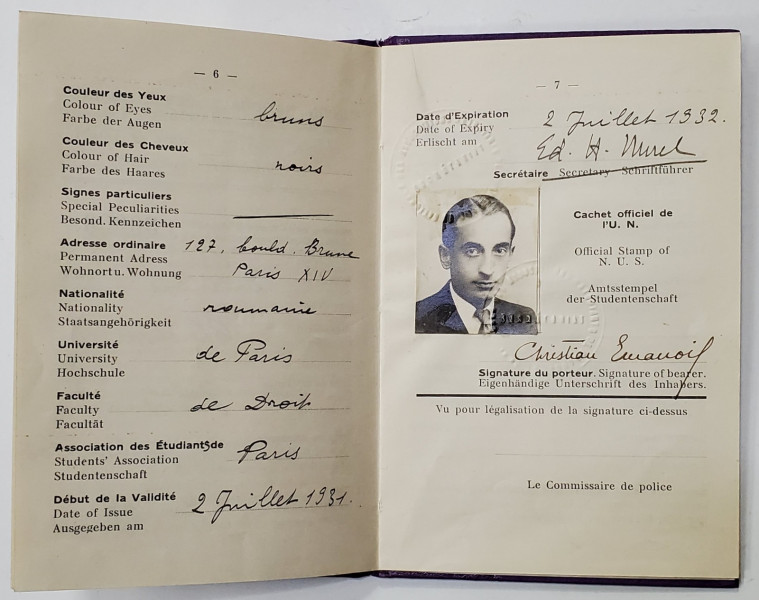 — 6 —
Couleur des Yeux
Colour of Eyes
Farbe der Augen
bruns
Couleur des Cheveux
Colour of Hair
Farbe des Haares
noirs
Signes particuliers
Special Peculiarities
Besond. Kennzeichen
Adresse ordinaire
Permanent Adress
Wohnort u. Wohnung
127, bould. Brune
Paris XIV
Nationalité
Nationality
Staatsangehörigkeit
roumaine
Université
University
Hochschule
de Paris
Faculté
Faculty
Facultät
de Droit
Association des Étudiants de
Students' Association
Studentenschaft
Paris
Début de la Validité
Date of Issue
Ausgegeben am
2 Juillet 1931.
— 7 —
Date d'Expiration
Date of Expiry
Erlischt am
2 Juillet 1932.
Ed. H.
Secrétaire Secretary Schriftführer
Cachet officiel de
l'U. N.
Official Stamp of
N. U. S.
Amtsstempel
der Studentenschaft
Christian Emanoil
Signature du porteur. Signature of bearer.
Eigenhändige Unterschrift des Inhabers.
Vu pour légalisation de la signature ci-dessus
Le Commissaire de police